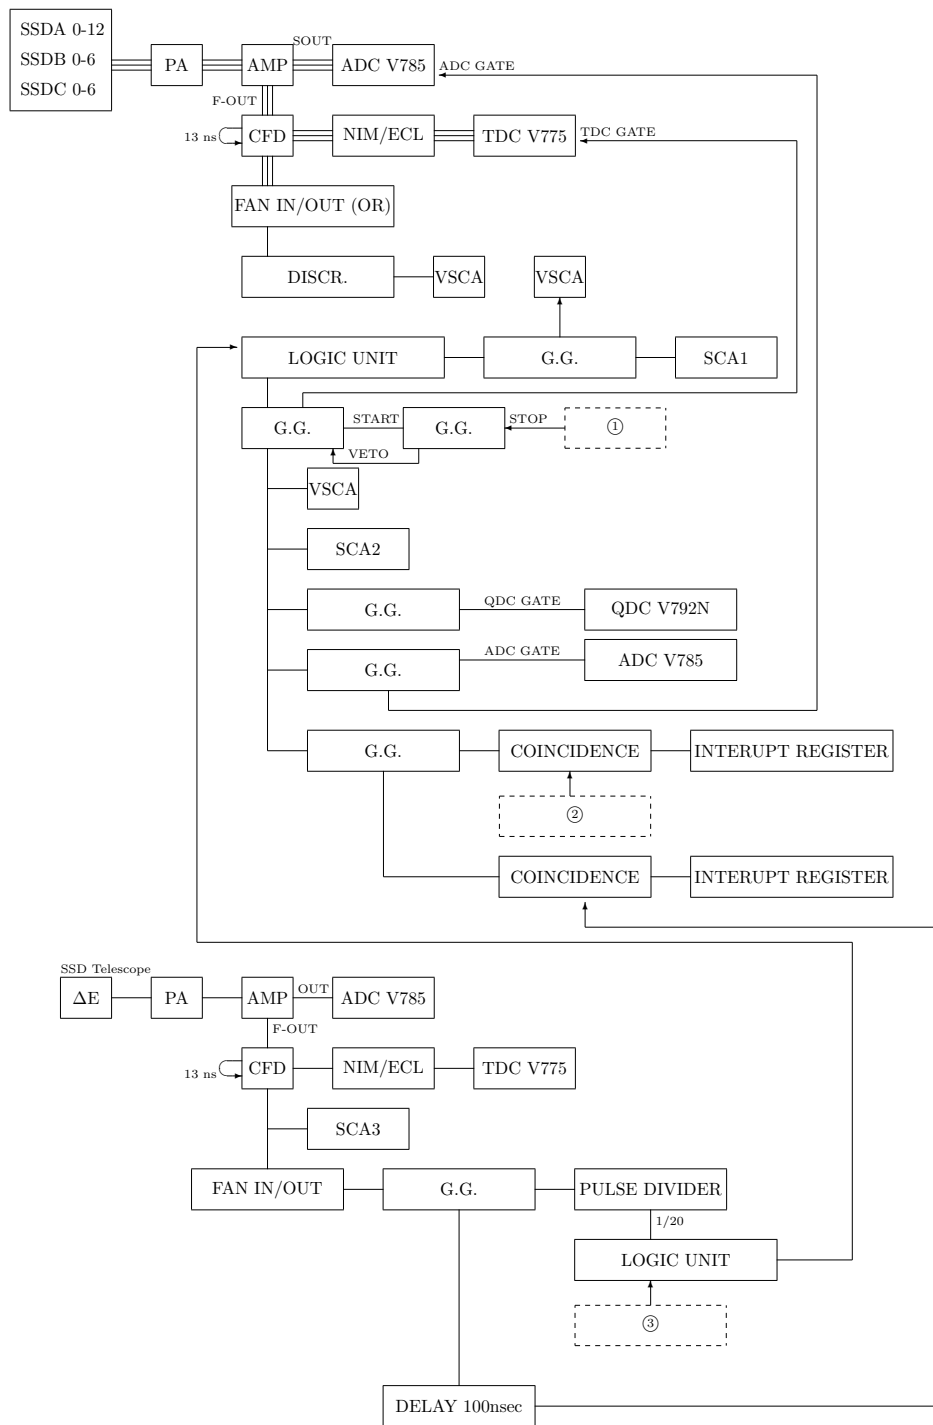 SSDA 0-12
SSDB 0-6
SSDC 0-6
PA
AMP
SOUT
ADC V785
ADC GATE
F-OUT
13 ns
CFD
NIM/ECL
TDC V775
TDC GATE
FAN IN/OUT (OR)
DISCR.
VSCA
VSCA
LOGIC UNIT
G.G.
SCA1
G.G.
START
G.G.
STOP
①
VETO
VSCA
SCA2
G.G.
QDC GATE
QDC V792N
G.G.
ADC GATE
ADC V785
G.G.
COINCIDENCE
INTERUPT REGISTER
②
COINCIDENCE
INTERUPT REGISTER
SSD Telescope
ΔE
PA
AMP
OUT
ADC V785
F-OUT
13 ns
CFD
NIM/ECL
TDC V775
SCA3
FAN IN/OUT
G.G.
PULSE DIVIDER
1/20
LOGIC UNIT
③
DELAY 100nsec